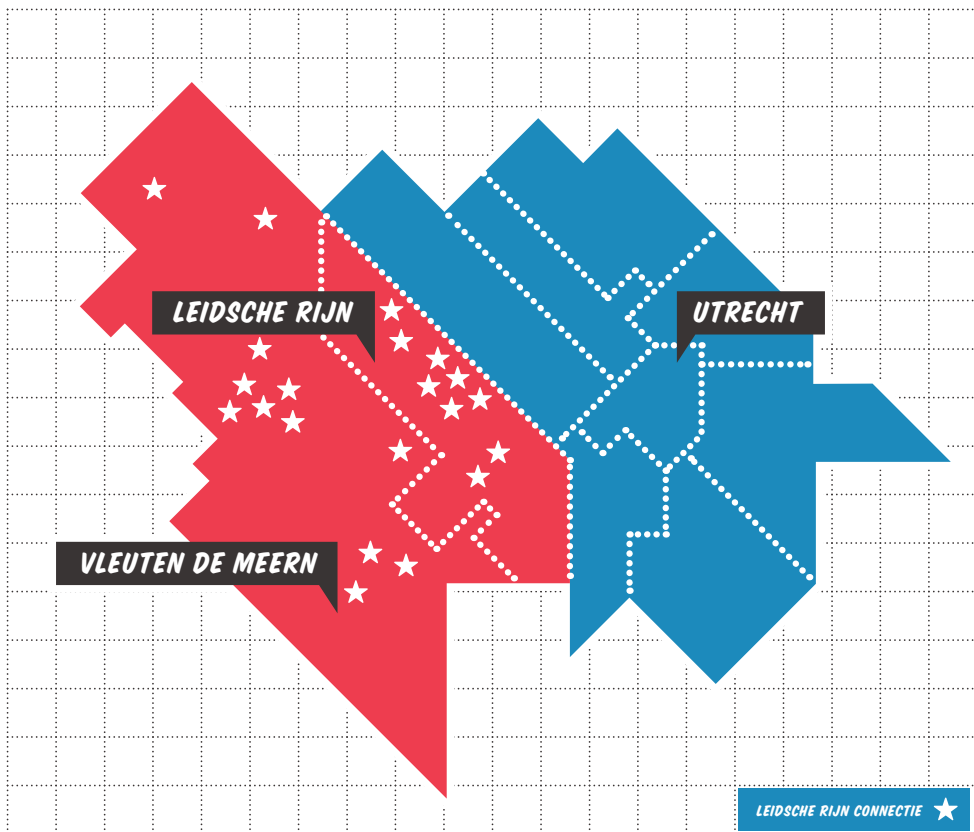 LEIDSCHE RIJN
UTRECHT
VLEUTEN DE MEERN
LEIDSCHE RIJN CONNECTIE